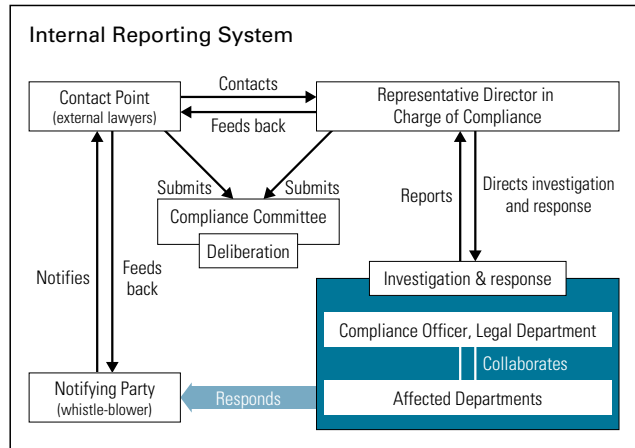 Internal Reporting System
Contact Point
(external lawyers)
Contacts
Feeds back
Representative Director in
Charge of Compliance
Submits
Submits
Compliance Committee
Deliberation
Reports
Directs investigation
and response
Notifies
Feeds
back
Investigation & response
Compliance Officer, Legal Department
Collaborates
Affected Departments
Responds
Notifying Party
(whistle-blower)